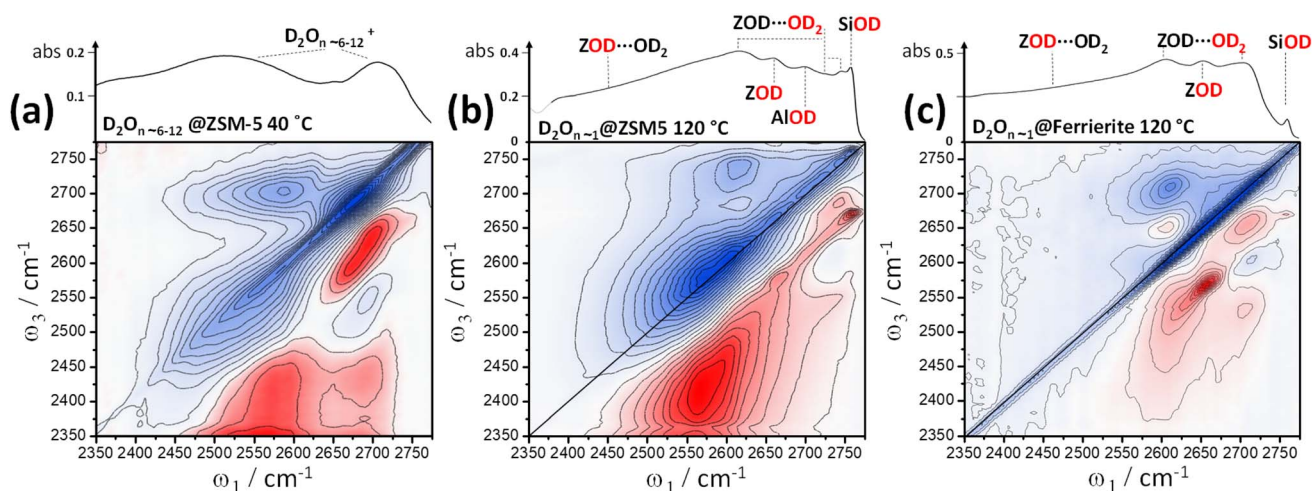 D₂Oₙ ~6-12⁺
abs 0.2
0.1
(a)
D₂Oₙ ~6-12 @ZSM-5 40 °C
2750
2700
2650
2600
2550
2500
2450
2400
2350
ω₃ / cm⁻¹
2350 2400 2450 2500 2550 2600 2650 2700 2750
ω₁ / cm⁻¹
ZOD⋯OD₂
ZOD⋯OD₂
SiOD
ZOD
AlOD
abs 0.4
0.2
0
(b)
D₂Oₙ~1@ZSM5 120 °C
2750
2700
2650
2600
2550
2500
2450
2400
2350
ω₃ / cm⁻¹
2350 2400 2450 2500 2550 2600 2650 2700 2750
ω₁ / cm⁻¹
ZOD⋯OD₂
ZOD⋯OD₂
SiOD
ZOD
abs 0.5
0
(c)
D₂Oₙ~1@Ferrierite 120 °C
2750
2700
2650
2600
2550
2500
2450
2400
2350
ω₃ / cm⁻¹
2350 2400 2450 2500 2550 2600 2650 2700 2750
ω₁ / cm⁻¹